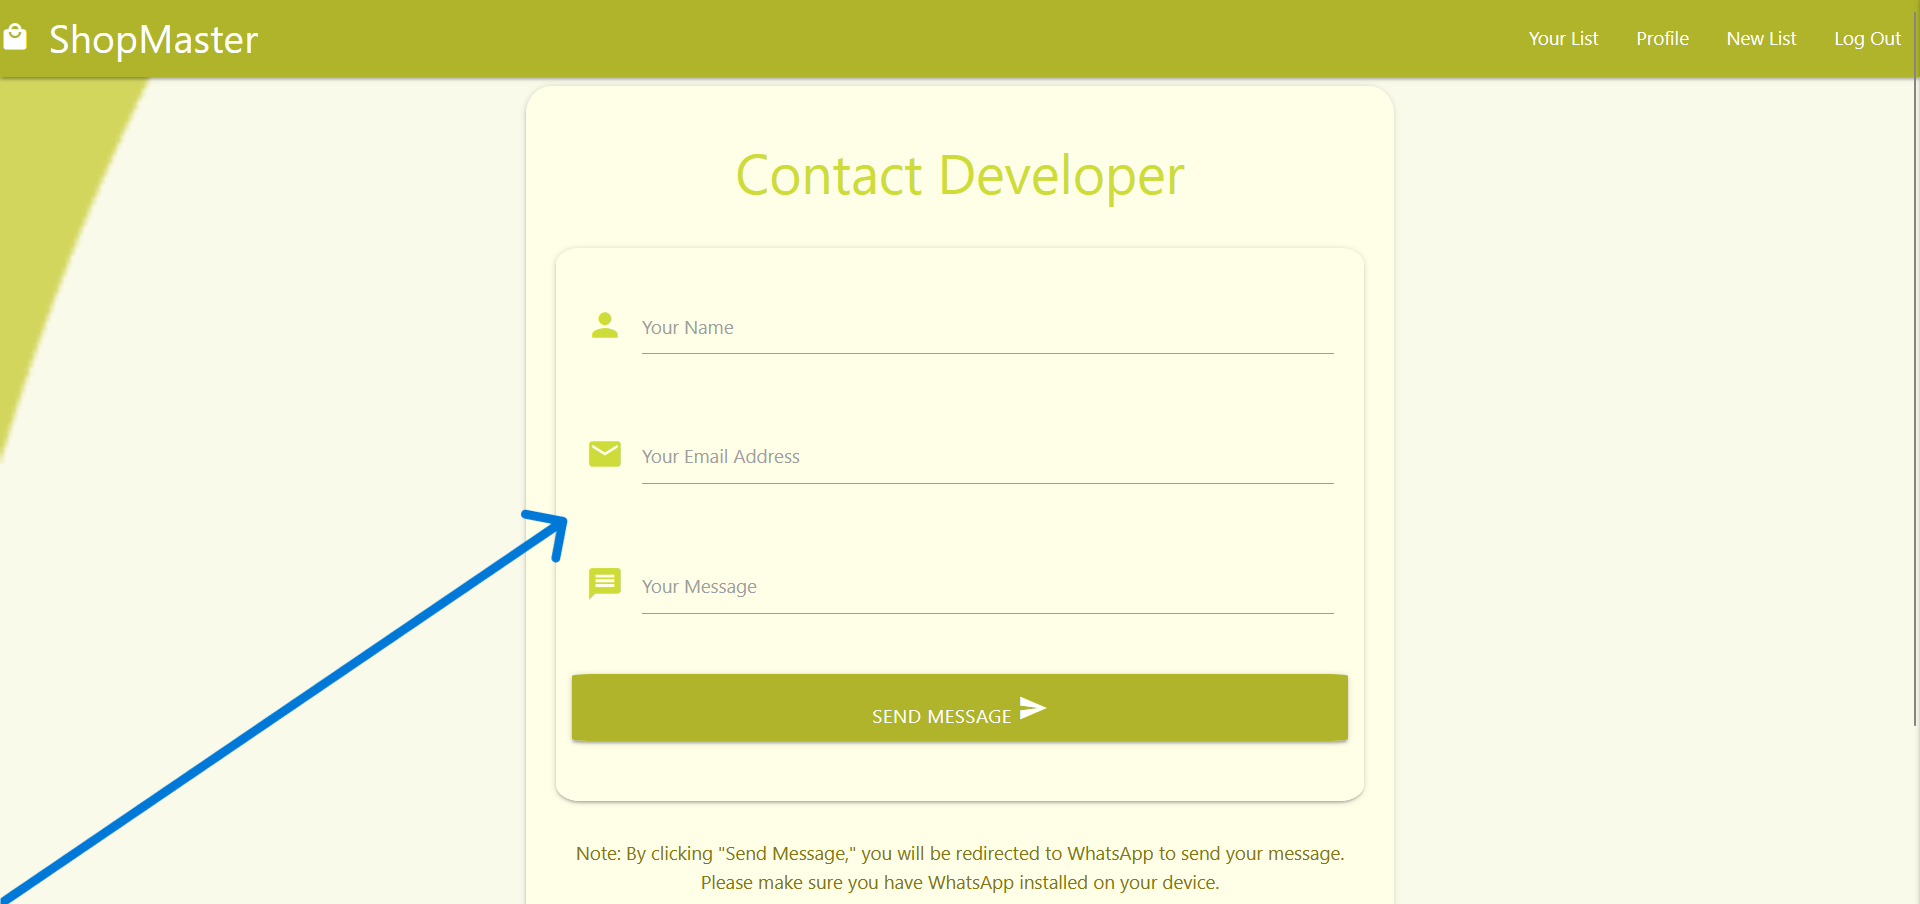 ShopMaster
Your List
Profile
New List
Log Out
Contact Developer
Your Name
Your Email Address
Your Message
SEND MESSAGE
Note: By clicking "Send Message," you will be redirected to WhatsApp to send your message.
Please make sure you have WhatsApp installed on your device.